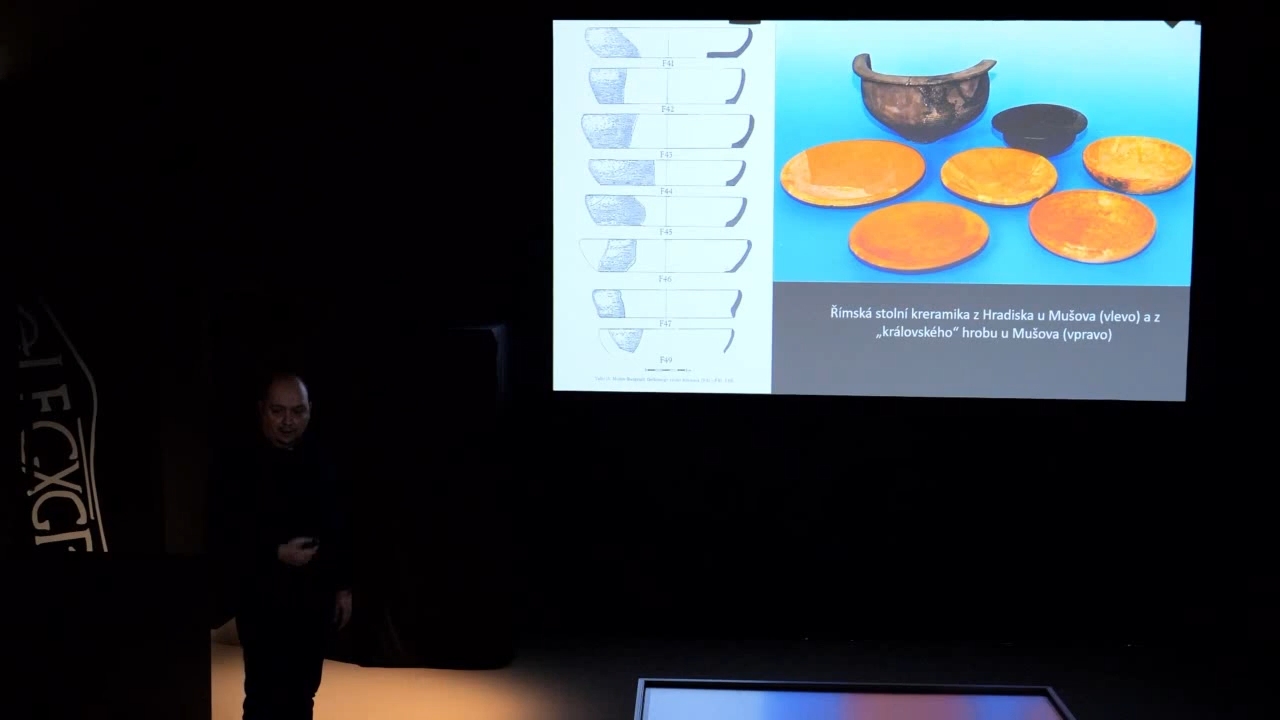 F41
F42
F43
F44
F45
F46
F47
F49
Římská stolní kreramika z Hradiska u Mušova (vlevo) a z
„královského“ hrobu u Mušova (vpravo)